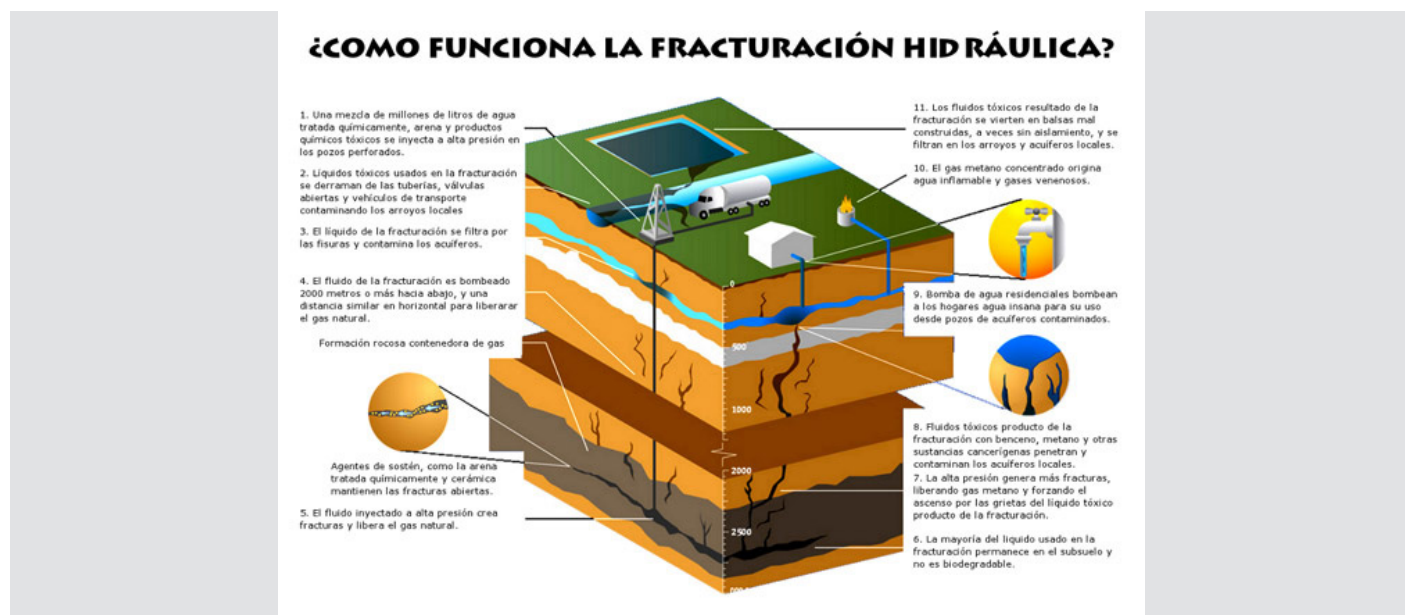 ¿COMO FUNCIONA LA FRACTURACIÓN HIDRÁULICA?
1. Una mezcla de millones de litros de agua
tratada químicamente, arena y productos
químicos tóxicos se inyecta a alta presión en
los pozos perforados.
2. Líquidos tóxicos usados en la fracturación
se derraman de las tuberías, válvulas
abiertas y vehículos de transporte
contaminando los arroyos locales
3. El líquido de la fracturación se filtra por
las fisuras y contamina los acuíferos.
4. El fluido de la fracturación es bombeado
2000 metros o más hacia abajo, y una
distancia similar en horizontal para liberarar
el gas natural.
Formación rocosa contenedora de gas
Agentes de sostén, como la arena
tratada químicamente y cerámica
mantienen las fracturas abiertas.
5. El fluido inyectado a alta presión crea
fracturas y libera el gas natural.
0
500
1000
2000
2500
11. Los fluidos tóxicos resultado de la
fracturación se vierten en balsas mal
construidas, a veces sin aislamiento, y se
filtran en los arroyos y acuíferos locales.
10. El gas metano concentrado origina
agua inflamable y gases venenosos.
9. Bomba de agua residenciales bombean
a los hogares agua insana para su uso
desde pozos de acuíferos contaminados.
8. Fluidos tóxicos producto de la
fracturación con benceno, metano y otras
sustancias cancerígenas penetran y
contaminan los acuíferos locales.
7. La alta presión genera más fracturas,
liberando gas metano y forzando el
ascenso por las grietas del líquido tóxico
producto de la fracturación.
6. La mayoría del liquido usado en la
fracturación permanece en el subsuelo y
no es biodegradable.